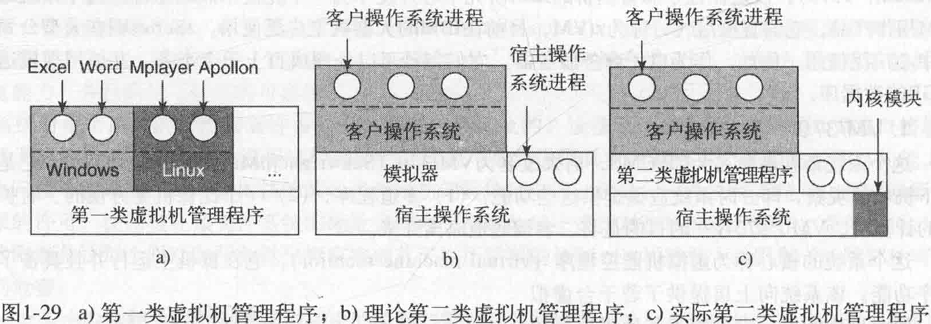 Excel Word Mplayer Apollon
Windows
Linux
...
第一类虚拟机管理程序
a)
客户操作系统进程
宿主操作
系统进程
客户操作系统
模拟器
宿主操作系统
b)
客户操作系统进程
内核模块
客户操作系统
第二类虚拟机管理程序
宿主操作系统
c)
图1-29 a) 第一类虚拟机管理程序；b) 理论第二类虚拟机管理程序；c) 实际第二类虚拟机管理程序